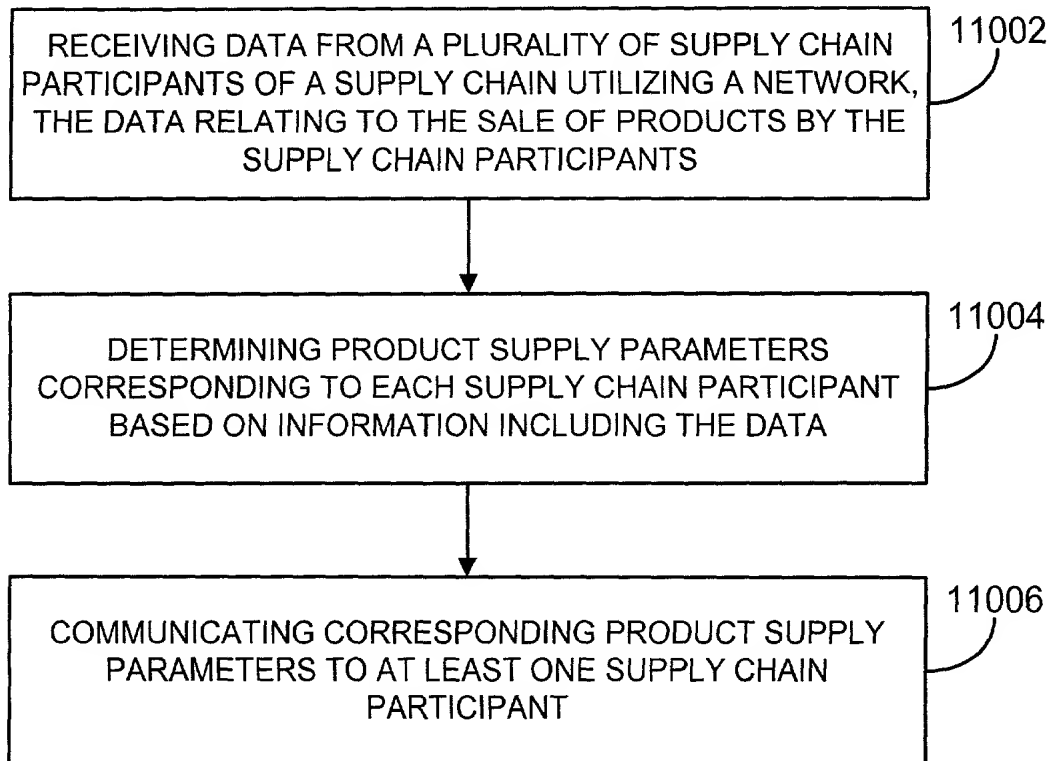 RECEIVING DATA FROM A PLURALITY OF SUPPLY CHAIN
PARTICIPANTS OF A SUPPLY CHAIN UTILIZING A NETWORK,
THE DATA RELATING TO THE SALE OF PRODUCTS BY THE
SUPPLY CHAIN PARTICIPANTS
11002
DETERMINING PRODUCT SUPPLY PARAMETERS
CORRESPONDING TO EACH SUPPLY CHAIN PARTICIPANT
BASED ON INFORMATION INCLUDING THE DATA
11004
COMMUNICATING CORRESPONDING PRODUCT SUPPLY
PARAMETERS TO AT LEAST ONE SUPPLY CHAIN
PARTICIPANT
11006